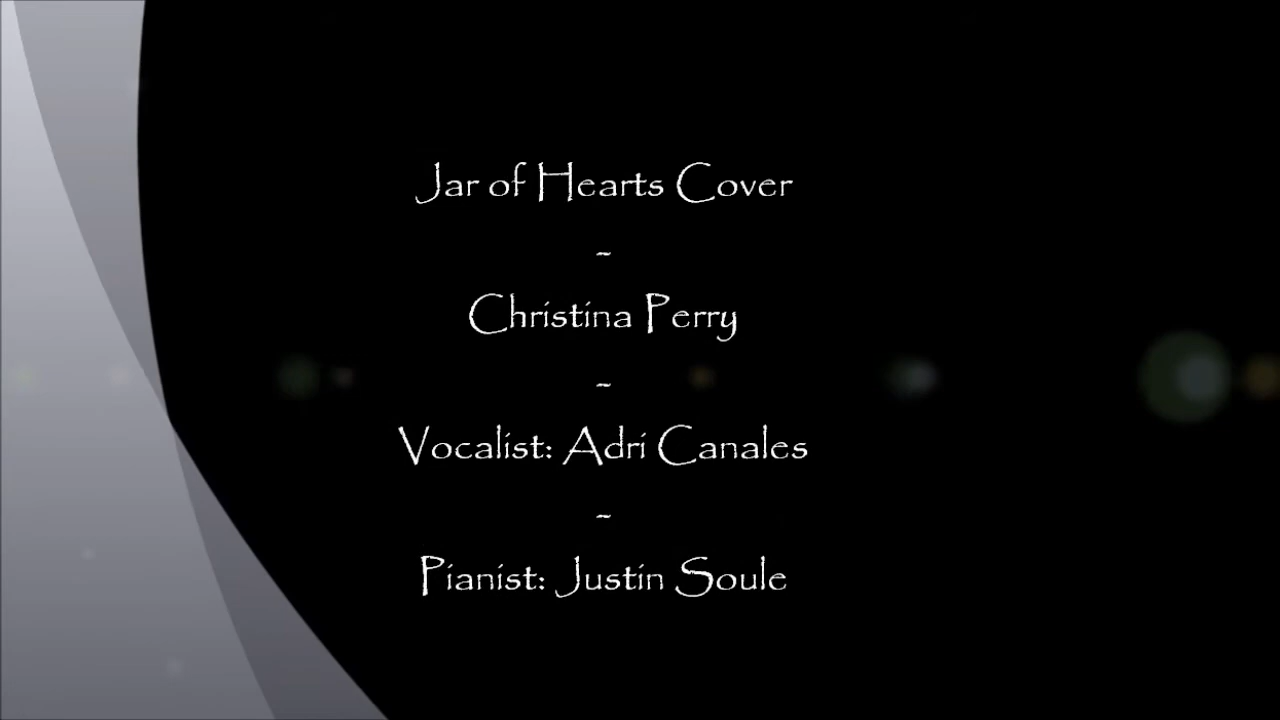 Jar of Hearts Cover
~
Christina Perry
~
Vocalist: Adri Canales
~
Pianist: Justin Soule